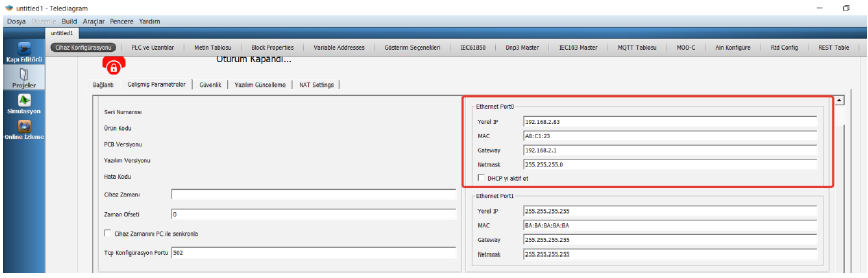 untitled1 - Telediagram
Dosya Düzenle Build Araçlar Pencere Yardım
untitled1
Cihaz Konfigürasyonu PLC ve Uzantılar Metin Tablosu Block Properties Variable Addresses Gösterim Seçenekleri IEC61850 Dnp3 Master IEC103 Master MQTT Tablosu MOD-C Ain Konfigure Rtd Config REST Table
Kapı Editörü
Projeler
Simulasyon
Online İzleme
Oturum Kapandı...
Bağlantı Gelişmiş Parametreler Güvenlik Yazılım Güncelleme NAT Settings
Seri Numarası
Ürün Kodu
PCB Versiyonu
Yazılım Versiyonu
Hata Kodu
Cihaz Zamanı
Zaman Ofseti 0
Cihaz Zamanını PC ile senkronla
Tcp Konfigürasyon Portu 502
Ethernet Port0
Yerel IP 192.168.2.83
MAC A8:C1:23
Gateway 192.168.2.1
Netmask 255.255.255.0
DHCP yi aktif et
Ethernet Port1
Yerel IP 255.255.255.255
MAC BA:BA:BA:BA:BA
Gateway 255.255.255.255
Netmask 255.255.255.255